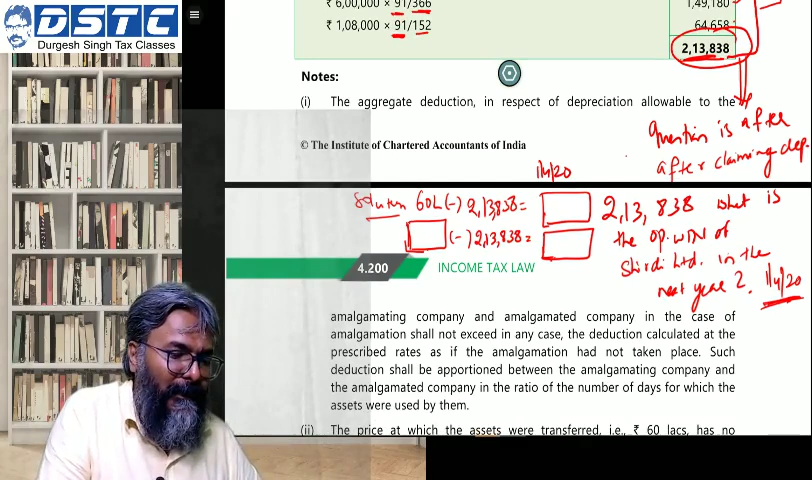 DSTC
Durgesh Singh Tax Classes
₹ 6,00,000 × 91/366 1,49,180
₹ 1,08,000 × 91/152 64,658
2,13,838
Notes:
(i) The aggregate deduction, in respect of depreciation allowable to the
Question is after
after claiming dep.
© The Institute of Chartered Accountants of India
1/4/20
Solution 60L (-) 2,13,838 =
(-) 2,13,838 =
2,13,838 what is
the op. WDV of
Shirdi Ltd. in the
next year ? 1/4/20
4.200 INCOME TAX LAW
amalgamating company and amalgamated company in the case of
amalgamation shall not exceed in any case, the deduction calculated at the
prescribed rates as if the amalgamation had not taken place. Such
deduction shall be apportioned between the amalgamating company and
the amalgamated company in the ratio of the number of days for which the
assets were used by them.
(ii) The price at which the assets were transferred, i.e., ₹ 60 lacs, has no